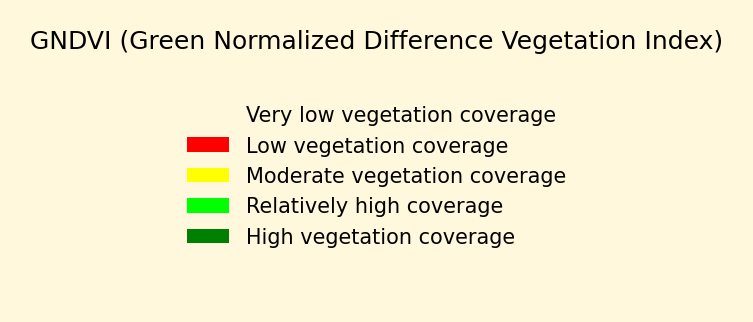 GNDVI (Green Normalized Difference Vegetation Index)
Very low vegetation coverage
Low vegetation coverage
Moderate vegetation coverage
Relatively high coverage
High vegetation coverage